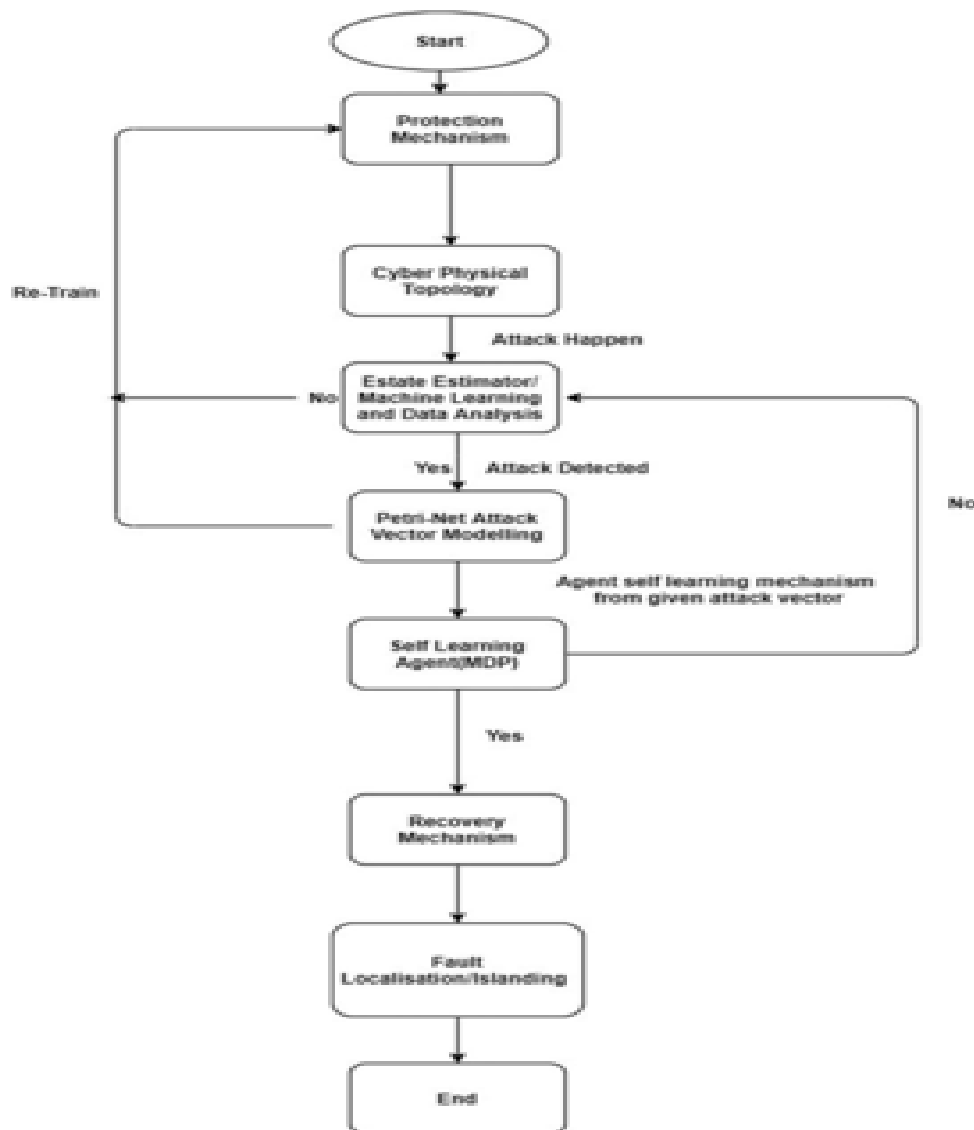 Start
Protection
Mechanism
Cyber Physical
Topology
Re-Train
Attack Happen
Estate Estimator/
Machine Learning
and Data Analysis
No
Yes
Attack Detected
No
Petri-Net Attack
Vector Modelling
Agent self learning mechanism
from given attack vector
Self Learning
Agent(MDP)
Yes
Recovery
Mechanism
Fault
Localisation/Islanding
End